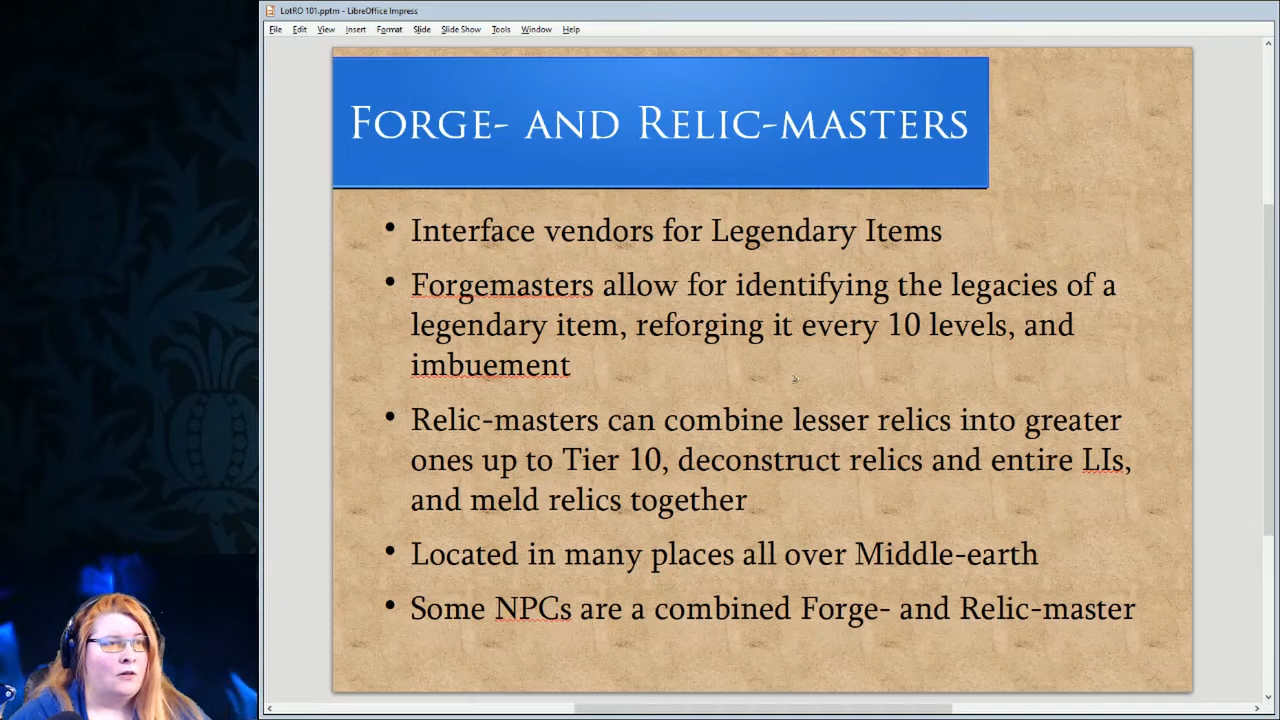 LotRO 101.pptm - LibreOffice Impress
File Edit View Insert Format Slide Slide Show Tools Window Help
Forge- and Relic-masters
• Interface vendors for Legendary Items
• Forgemasters allow for identifying the legacies of a
legendary item, reforging it every 10 levels, and
imbuement
• Relic-masters can combine lesser relics into greater
ones up to Tier 10, deconstruct relics and entire LIs,
and meld relics together
• Located in many places all over Middle-earth
• Some NPCs are a combined Forge- and Relic-master